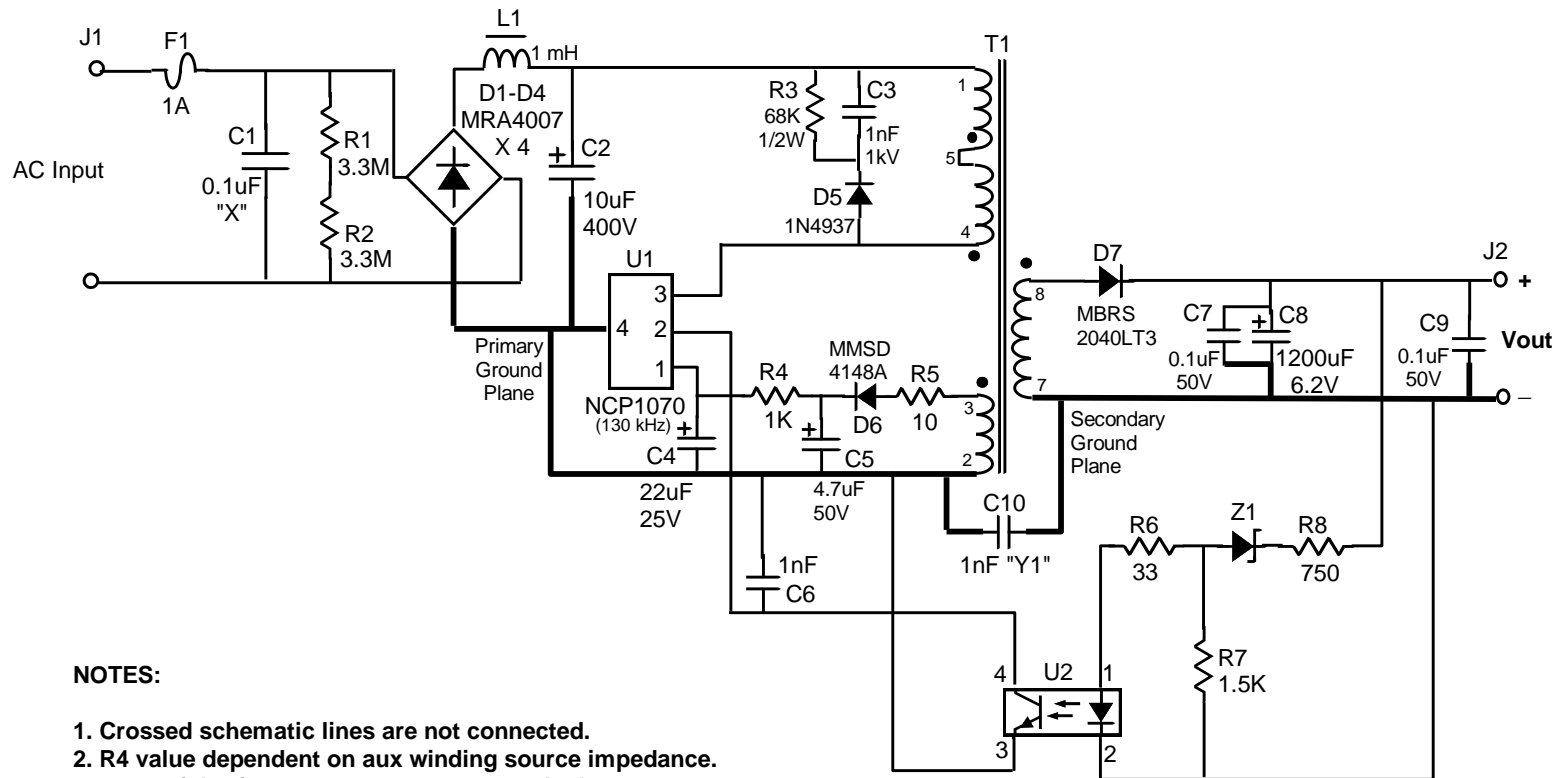 J1
F1
1A
AC Input
C1
0.1uF
"X"
R1
3.3M
R2
3.3M
L1
1 mH
D1-D4
MRA4007
X 4
C2
+
10uF
400V
R3
68K
1/2W
C3
1nF
1kV
D5
1N4937
T1
1
5
4
U1
3
4
2
1
NCP1070
(130 kHz)
Primary
Ground
Plane
R4
1K
MMSD
4148A
D6
R5
10
3
2
+
C4
22uF
25V
+
C5
4.7uF
50V
8
7
D7
MBRS
2040LT3
C7
0.1uF
50V
+
C8
1200uF
6.2V
C9
0.1uF
50V
J2
+
Vout
–
Secondary
Ground
Plane
C10
1nF "Y1"
1nF
C6
R6
33
Z1
R8
750
R7
1.5K
U2
4
1
3
2
NOTES:
1. Crossed schematic lines are not connected.
2. R4 value dependent on aux winding source impedance.